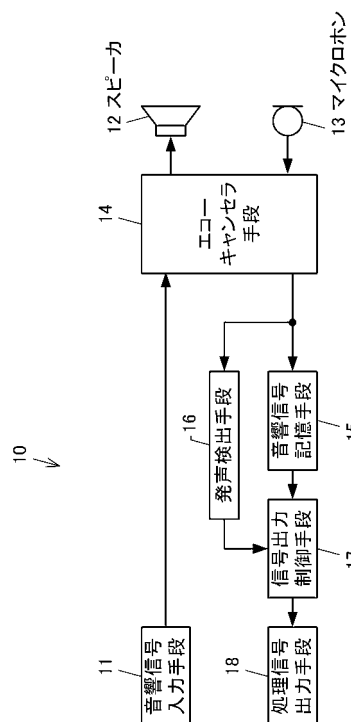 10
11
音響信号
入力手段
14
エコー
キャンセラ
手段
12 スピーカ
13 マイクロホン
16
発声検出手段
15
音響信号
記憶手段
17
信号出力
制御手段
18
処理信号
出力手段